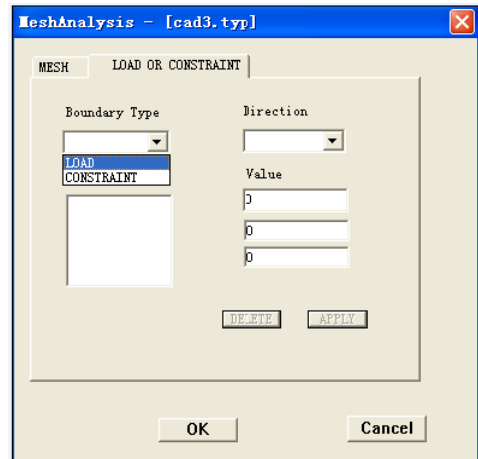 MeshAnalysis - [cad3.typ]
MESH
LOAD OR CONSTRAINT
Boundary Type
Direction
LOAD
CONSTRAINT
Value
0
0
0
DELETE
APPLY
OK
Cancel